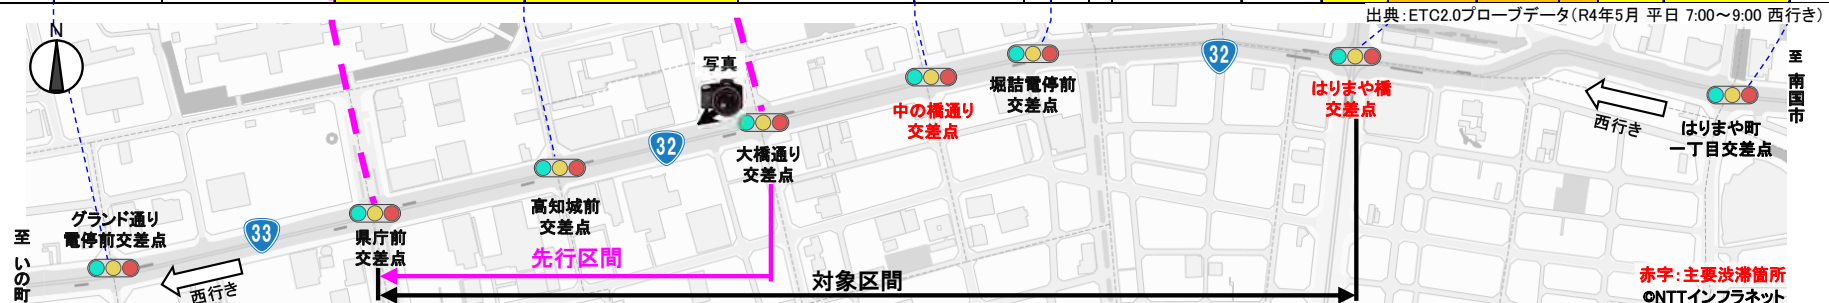 出典:ETC2.0プローブデータ(R4年5月 平日 7:00～9:00 西行き)
N
写真
32
至 南国市
堀詰電停前
交差点
はりまや橋
交差点
中の橋通り
交差点
西行き
はりまや町
一丁目交差点
32
大橋通り
交差点
高知城前
交差点
グランド通り
電停前交差点
33
県庁前
交差点
至 いの町
西行き
先行区間
対象区間
赤字:主要渋滞箇所
©NTTインフラネット